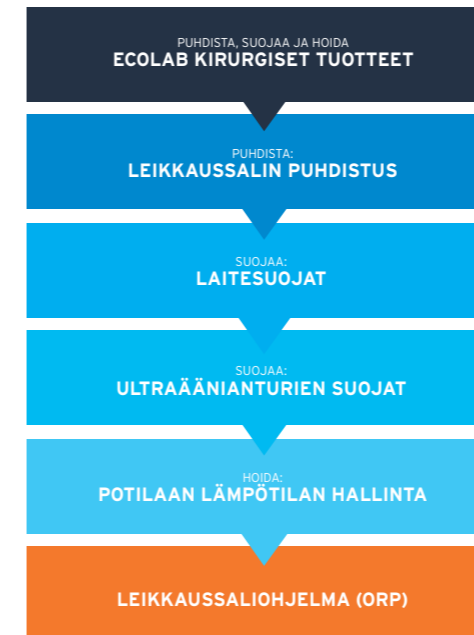 PUHDISTA, SUOJAA JA HOIDA
ECOLAB KIRURGISET TUOTTEET
PUHDISTA:
LEIKKAUSSALIN PUHDISTUS
SUOJAA:
LAITESUOJAT
SUOJAA:
ULTRAÄÄNIANTURIEN SUOJAT
HOIDA:
POTILAAN LÄMPÖTILAN HALLINTA
LEIKKAUSSALIOHJELMA (ORP)